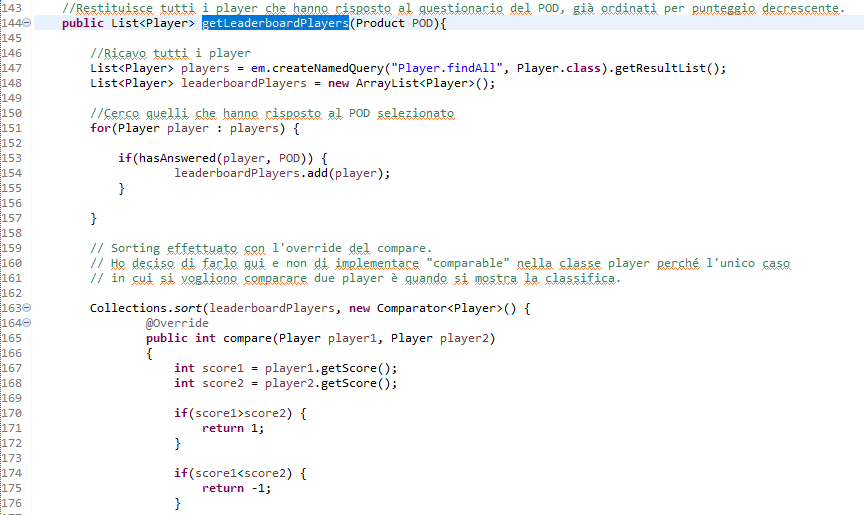 143 //Restituisce tutti i player che hanno risposto al questionario del POD, già ordinati per punteggio decrescente.
144 public List<Player> getLeaderboardPlayers(Product POD){
145
146 //Ricavo tutti i player
147 List<Player> players = em.createNamedQuery("Player.findAll", Player.class).getResultList();
148 List<Player> leaderboardPlayers = new ArrayList<Player>();
149
150 //Cerco quelli che hanno risposto al POD selezionato
151 for(Player player : players) {
152
153 if(hasAnswered(player, POD)) {
154 leaderboardPlayers.add(player);
155 }
156
157 }
158
159 // Sorting effettuato con l'override del compare.
160 // Ho deciso di farlo qui e non di implementare "comparable" nella classe player perché l'unico caso
161 // in cui si vogliono comparare due player è quando si mostra la classifica.
162
163 Collections.sort(leaderboardPlayers, new Comparator<Player>() {
164 @Override
165 public int compare(Player player1, Player player2)
166 {
167 int score1 = player1.getScore();
168 int score2 = player2.getScore();
169
170 if(score1>score2) {
171 return 1;
172 }
173
174 if(score1<score2) {
175 return -1;
176 }